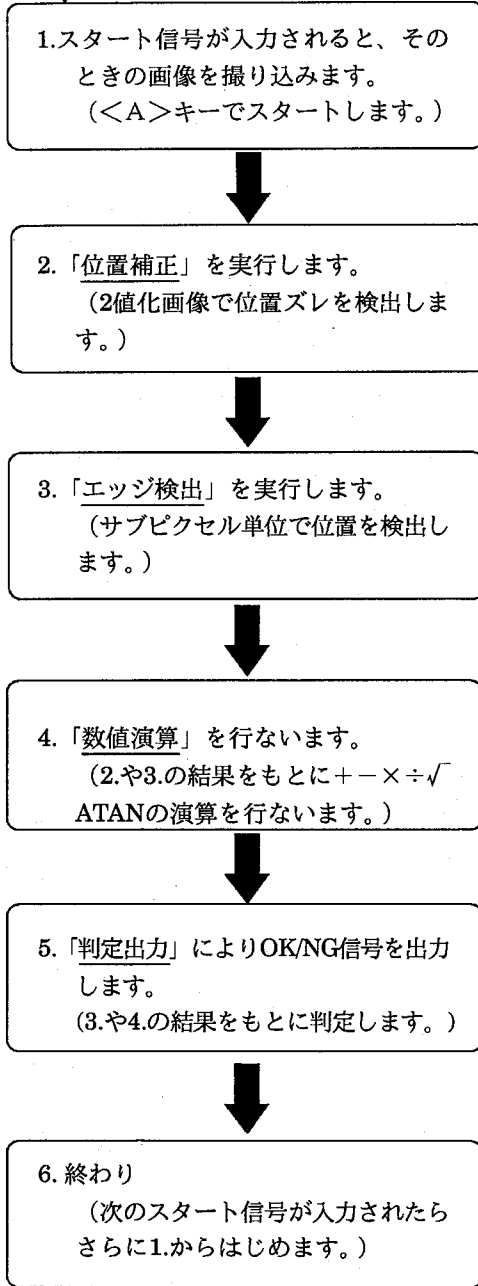 1.スタート信号が入力されると、その
ときの画像を撮り込みます。
(<A>キーでスタートします。)
2.「位置補正」を実行します。
(2値化画像で位置ズレを検出しま
す。)
3.「エッジ検出」を実行します。
(サブピクセル単位で位置を検出し
ます。)
4.「数値演算」を行ないます。
(2.や3.の結果をもとに+-×÷√
ATANの演算を行ないます。)
5.「判定出力」によりOK/NG信号を出力
します。
(3.や4.の結果をもとに判定します。)
6. 終わり
(次のスタート信号が入力されたら
さらに1.からはじめます。)